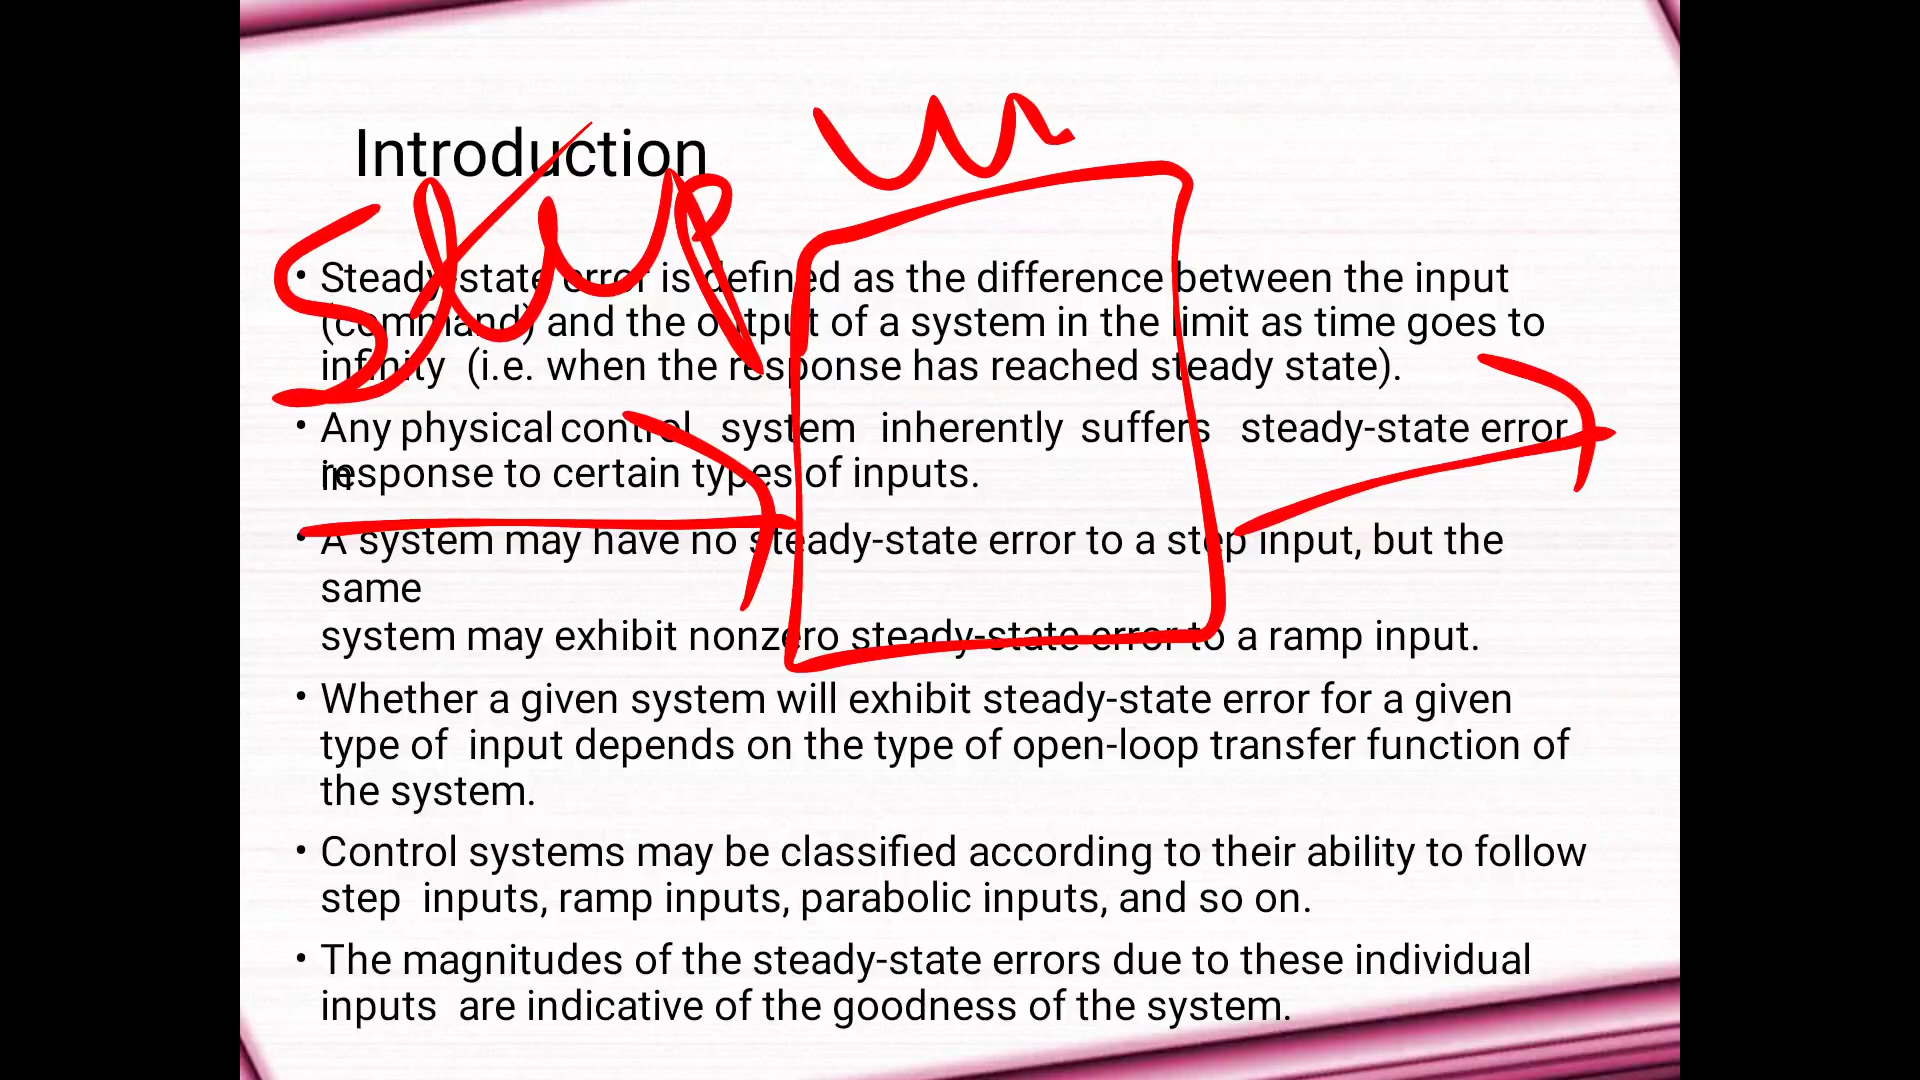 Introduction
step
• Steady-state error is defined as the difference between the input
(command) and the output of a system in the limit as time goes to
infinity (i.e. when the response has reached steady state).
• Any physical control system inherently suffers steady-state error
in
response to certain types of inputs.
• A system may have no steady-state error to a step input, but the
same
system may exhibit nonzero steady-state error to a ramp input.
• Whether a given system will exhibit steady-state error for a given
type of input depends on the type of open-loop transfer function of
the system.
• Control systems may be classified according to their ability to follow
step inputs, ramp inputs, parabolic inputs, and so on.
• The magnitudes of the steady-state errors due to these individual
inputs are indicative of the goodness of the system.